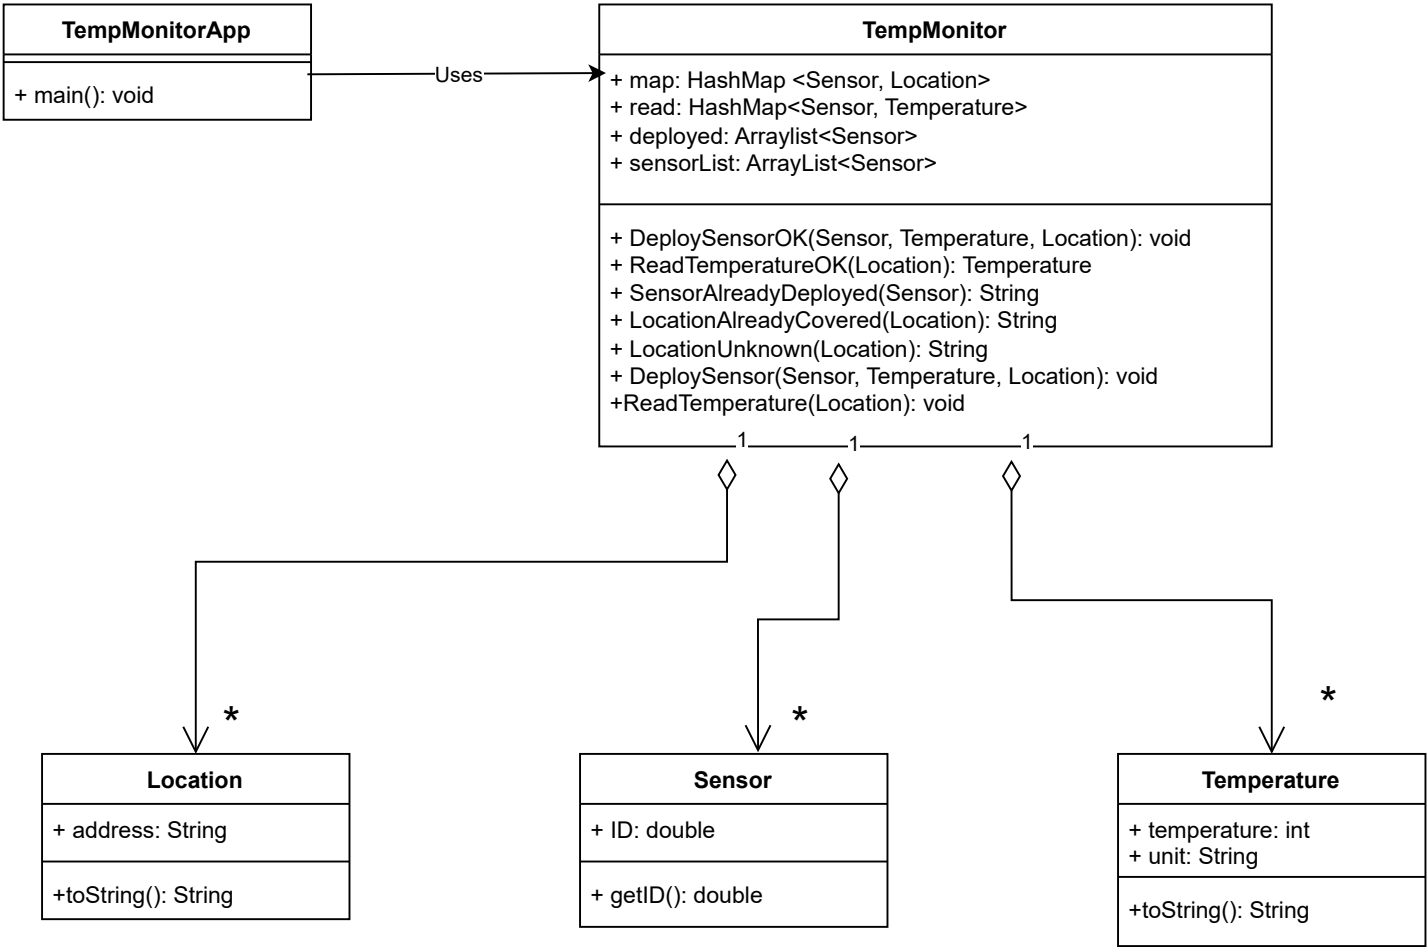 TempMonitorApp
+ main(): void
Uses
TempMonitor
+ map: HashMap <Sensor, Location>
+ read: HashMap<Sensor, Temperature>
+ deployed: Arraylist<Sensor>
+ sensorList: ArrayList<Sensor>
+ DeploySensorOK(Sensor, Temperature, Location): void
+ ReadTemperatureOK(Location): Temperature
+ SensorAlreadyDeployed(Sensor): String
+ LocationAlreadyCovered(Location): String
+ LocationUnknown(Location): String
+ DeploySensor(Sensor, Temperature, Location): void
+ReadTemperature(Location): void
1
1
1
*
*
*
Location
+ address: String
+toString(): String
Sensor
+ ID: double
+ getID(): double
Temperature
+ temperature: int
+ unit: String
+toString(): String